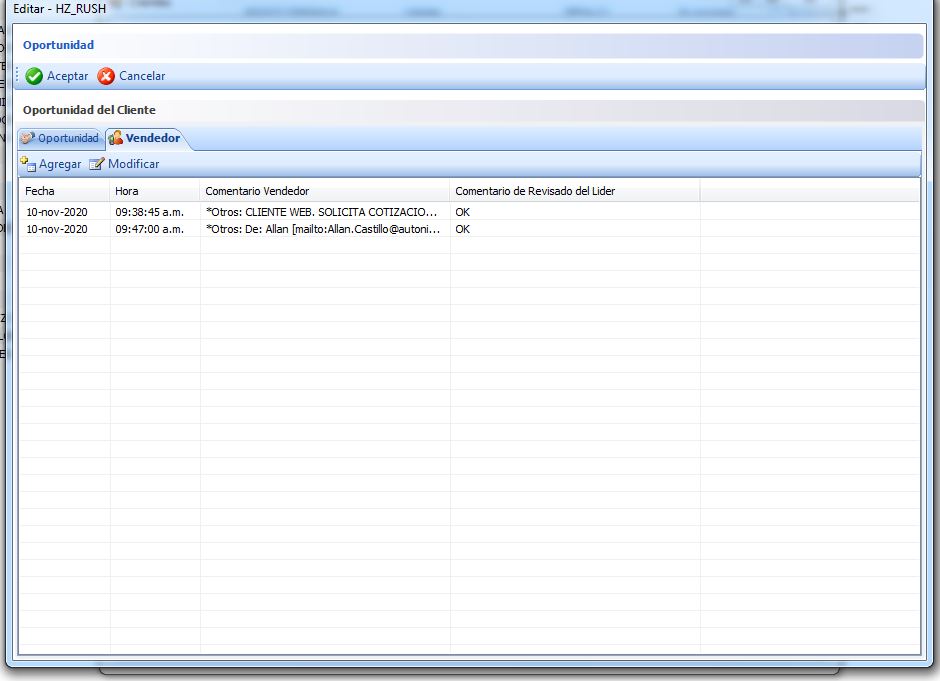 Editar - HZ_RUSH
Oportunidad
Aceptar Cancelar
Oportunidad del Cliente
Oportunidad Vendedor
Agregar Modificar
Fecha Hora Comentario Vendedor Comentario de Revisado del Lider
10-nov-2020 09:38:45 a.m. *Otros: CLIENTE WEB. SOLICITA COTIZACIO... OK
10-nov-2020 09:47:00 a.m. *Otros: De: Allan [mailto:Allan.Castillo@autoni... OK